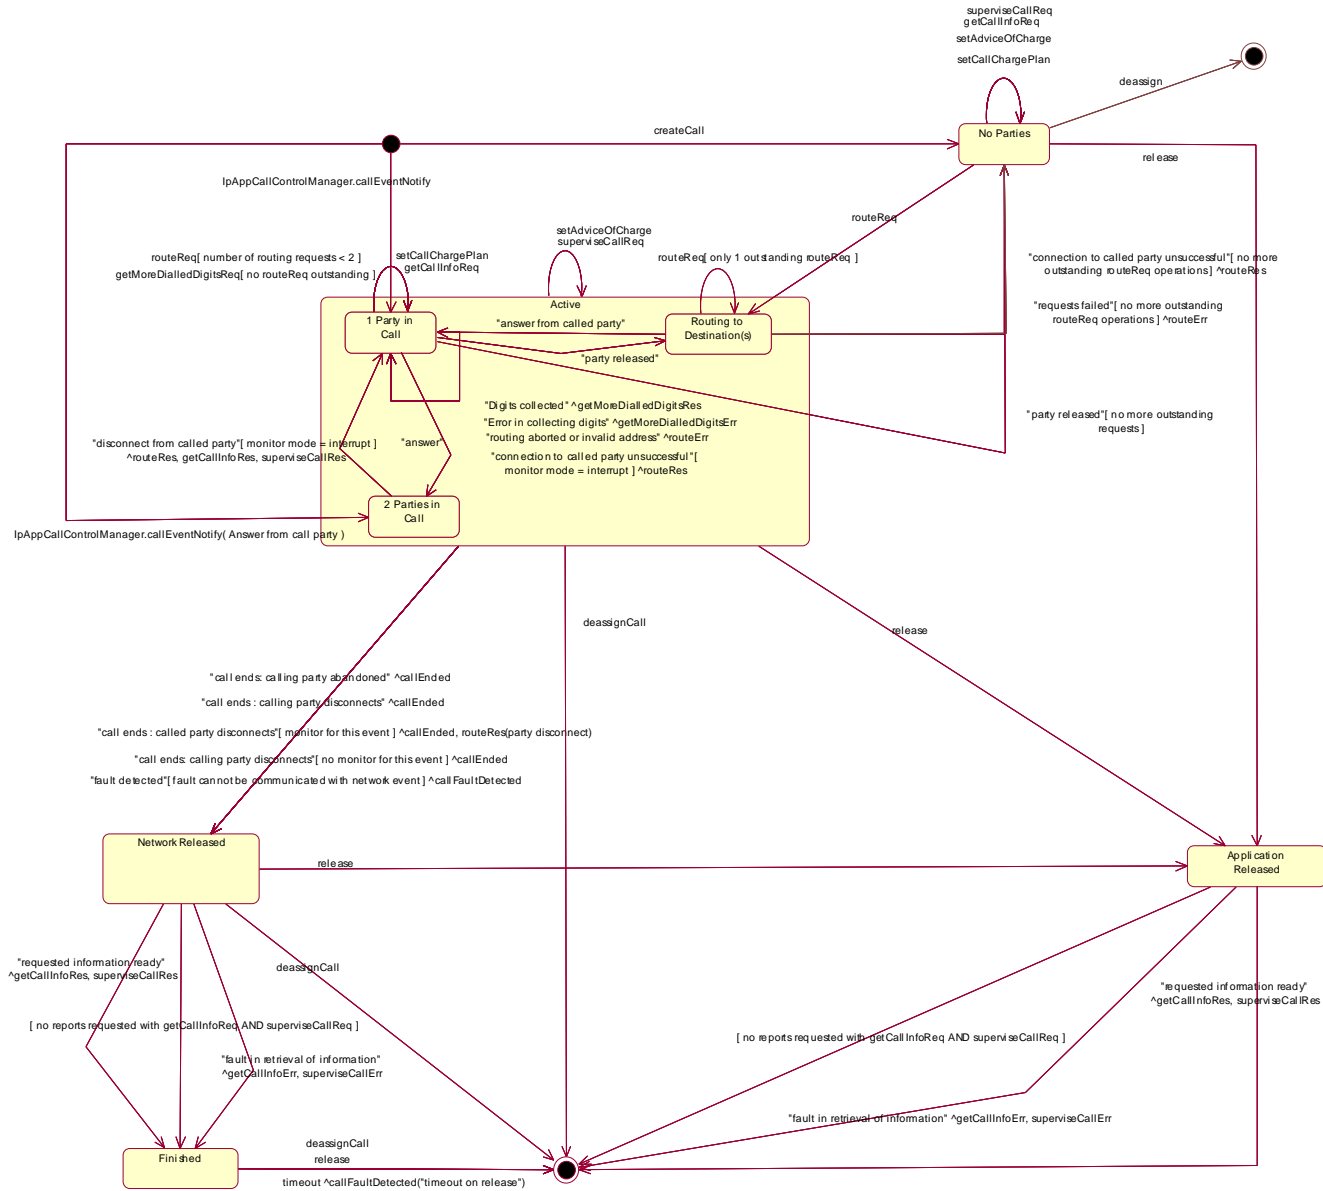 superviseCallReq
getCallInfoReq
setAdviceOfCharge
setCallChargePlan
deassign
createCall
No Parties
release
IpAppCallControlManager.callEventNotify
routeReq
setAdviceOfCharge
superviseCallReq
routeReq[ number of routing requests < 2 ]
getMoreDialledDigitsReq[ no routeReq outstanding ]
setCallChargePlan
getCallInfoReq
routeReq[ only 1 outstanding routeReq ]
"connection to called party unsuccessful"[ no more
outstanding routeReq operations ] ^routeRes
"requests failed"[ no more outstanding
routeReq operations ] ^routeErr
Active
1 Party in
Call
"answer from called party"
Routing to
Destination(s)
"party released"
"Digits collected" ^getMoreDialledDigitsRes
"Error in collecting digits" ^getMoreDialledDigitsErr
"routing aborted or invalid address" ^routeErr
"connection to called party unsuccessful"[
monitor mode = interrupt ] ^routeRes
"party released"[ no more outstanding
requests ]
"disconnect from called party"[ monitor mode = interrupt ]
^routeRes, getCallInfoRes, superviseCallRes
"answer"
2 Parties in
Call
IpAppCallControlManager.callEventNotify( Answer from call party )
deassignCall
release
"call ends: calling party abandoned" ^callEnded
"call ends : calling party disconnects" ^callEnded
"call ends : called party disconnects"[ monitor for this event ] ^callEnded, routeRes(party disconnect)
"call ends: calling party disconnects"[ no monitor for this event ] ^callEnded
"fault detected"[ fault cannot be communicated with network event ] ^callFaultDetected
Network Released
release
Application
Released
"requested information ready"
^getCallInfoRes, superviseCallRes
deassignCall
[ no reports requested with getCallInfoReq AND superviseCallReq ]
"fault in retrieval of information"
^getCallInfoErr, superviseCallErr
"requested information ready"
^getCallInfoRes, superviseCallRes
[ no reports requested with getCallInfoReq AND superviseCallReq ]
"fault in retrieval of information" ^getCallInfoErr, superviseCallErr
Finished
deassignCall
release
timeout ^callFaultDetected("timeout on release")